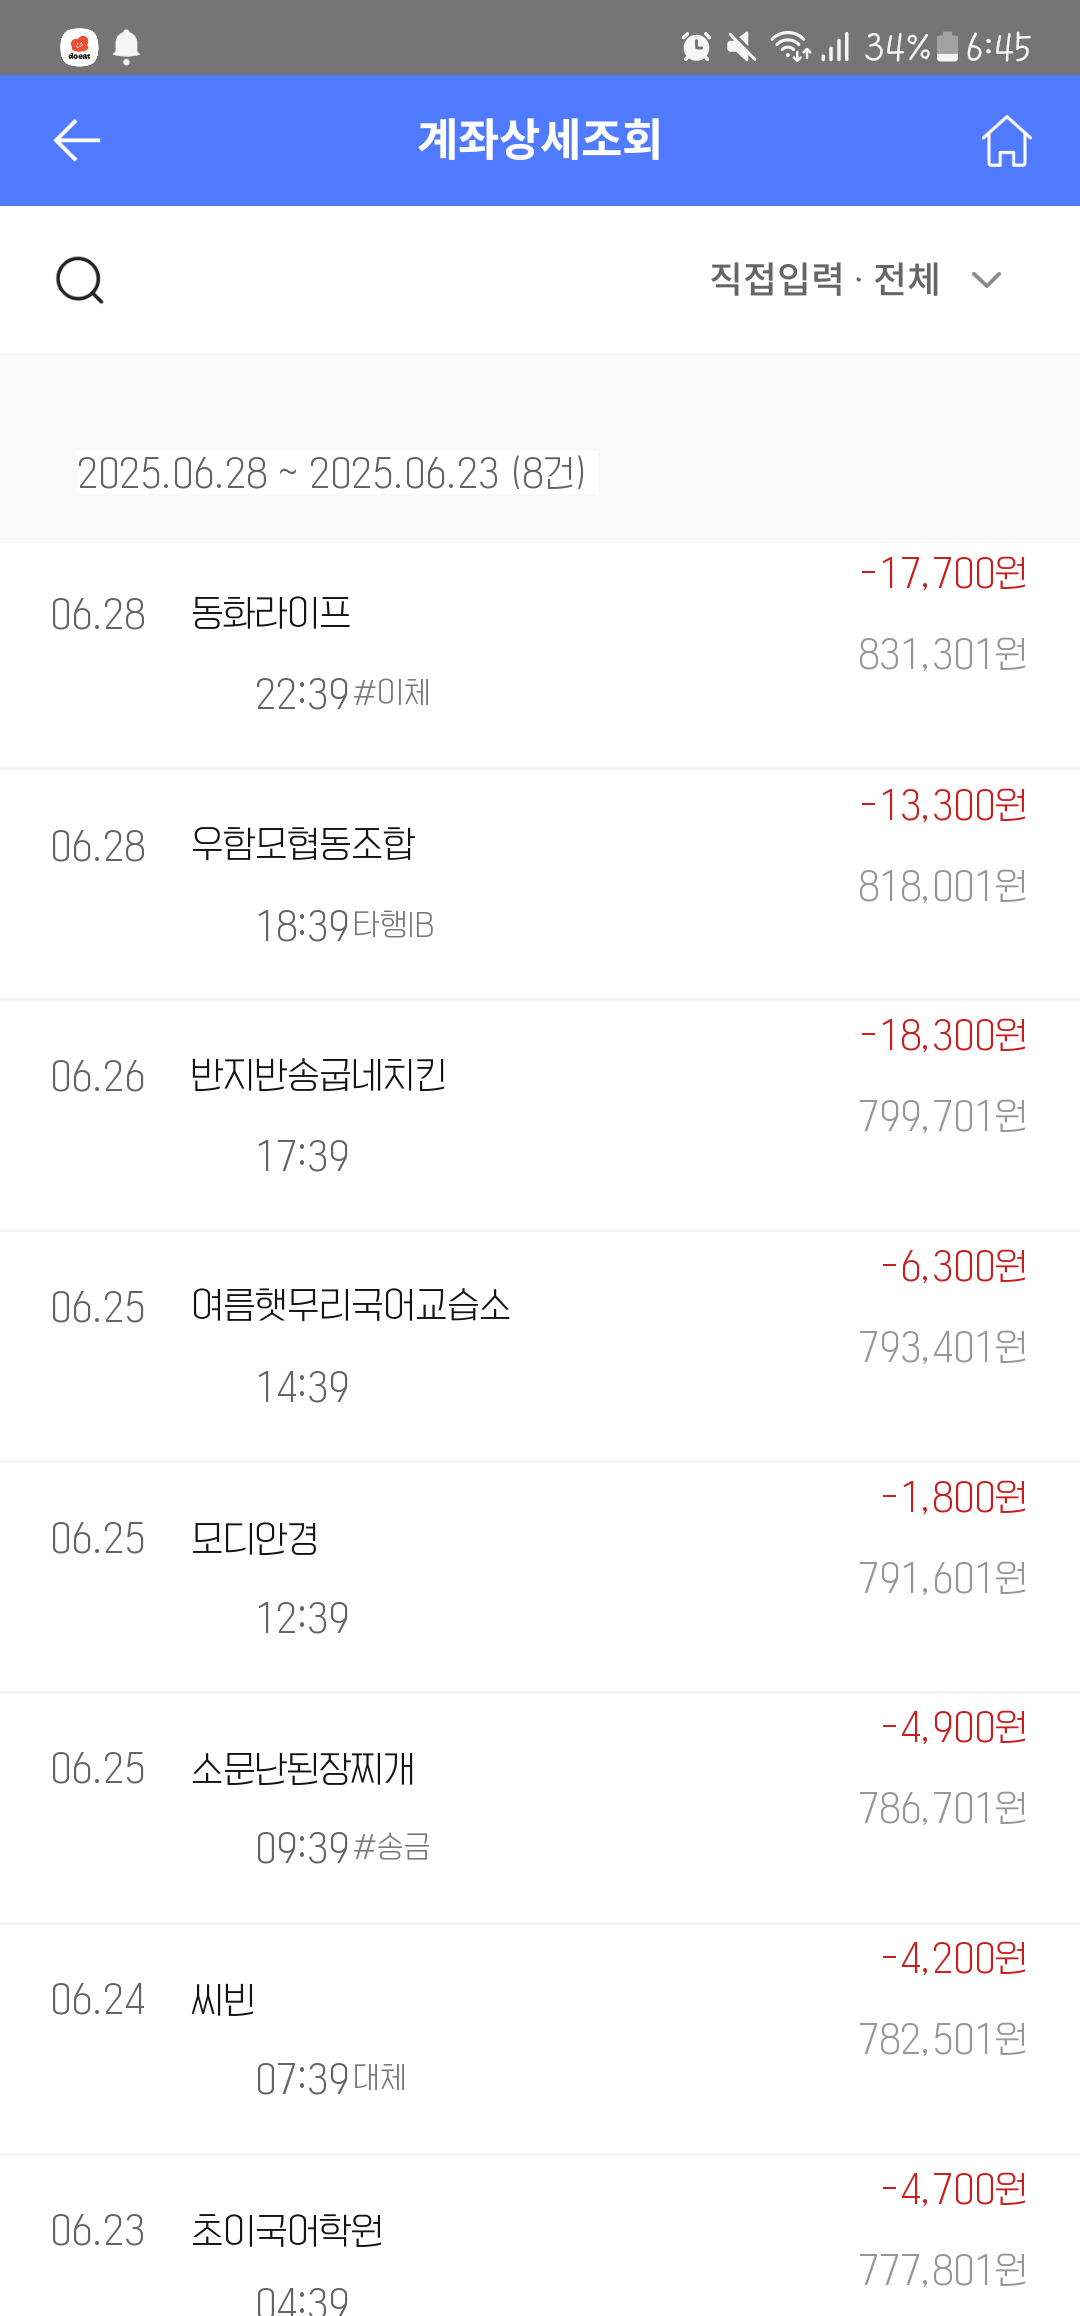 doeat
34% 6:45
계좌상세조회
직접입력 · 전체
2025.06.28 ~ 2025.06.23 (8건)
-17,700원
06.28 동화라이프
831,301원
22:39 #이체
-13,300원
06.28 우함모협동조합
818,001원
18:39 타행IB
-18,300원
06.26 반지반송굽네치킨
799,701원
17:39
-6,300원
06.25 여름햇무리국어교습소
793,401원
14:39
-1,800원
06.25 모디안경
791,601원
12:39
-4,900원
06.25 소문난된장찌개
786,701원
09:39 #송금
-4,200원
06.24 씨빈
782,501원
07:39 대체
-4,700원
06.23 초이국어학원
777,801원
04:39